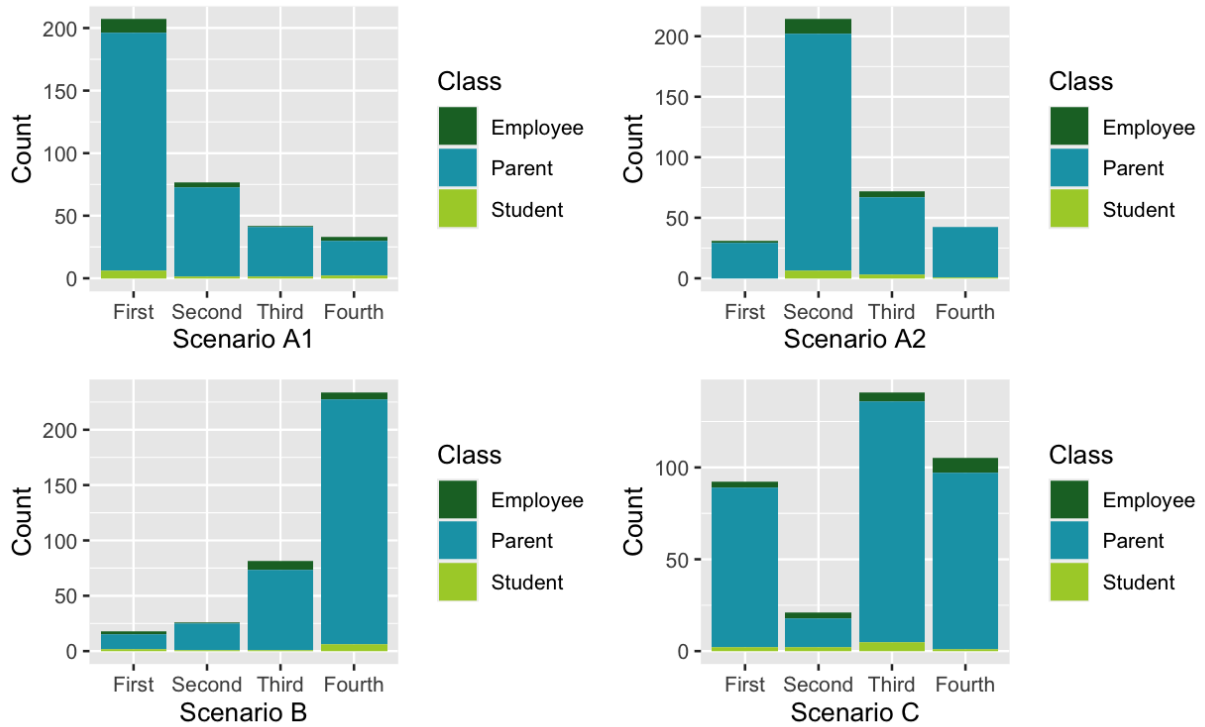 Count
200
150
100
50
0
First Second Third Fourth
Scenario A1
Class
Employee
Parent
Student
Count
200
150
100
50
0
First Second Third Fourth
Scenario A2
Class
Employee
Parent
Student
Count
200
150
100
50
0
First Second Third Fourth
Scenario B
Class
Employee
Parent
Student
Count
100
50
0
First Second Third Fourth
Scenario C
Class
Employee
Parent
Student